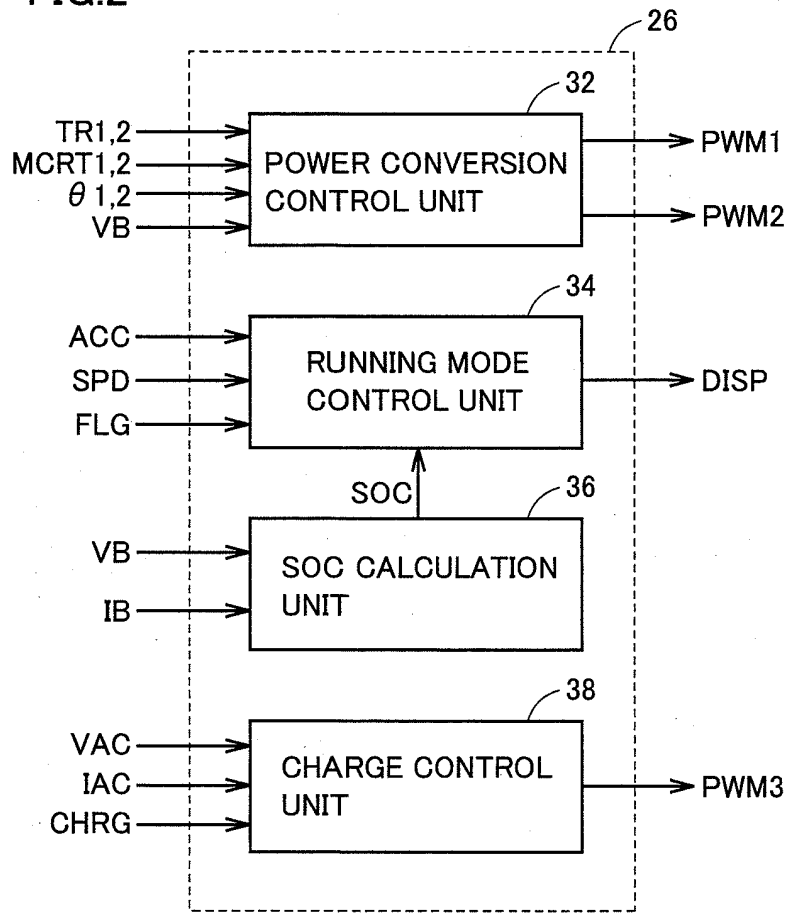 FIG.2
26
32
TR1,2
MCRT1,2
θ1,2
VB
POWER CONVERSION
CONTROL UNIT
PWM1
PWM2
34
ACC
SPD
FLG
RUNNING MODE
CONTROL UNIT
DISP
SOC
36
VB
IB
SOC CALCULATION
UNIT
38
VAC
IAC
CHRG
CHARGE CONTROL
UNIT
PWM3